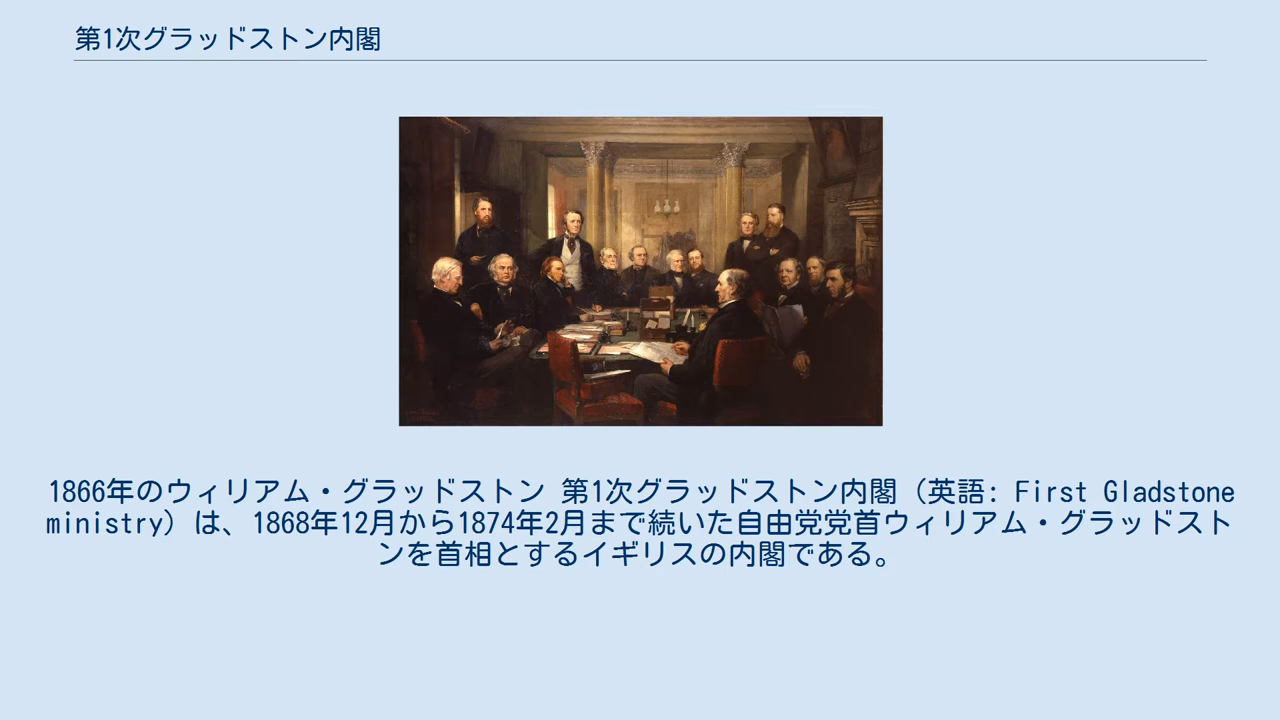 第1次グラッドストン内閣
1866年のウィリアム・グラッドストン 第1次グラッドストン内閣（英語: First Gladstone
ministry）は、1868年12月から1874年2月まで続いた自由党党首ウィリアム・グラッドスト
ンを首相とするイギリスの内閣である。